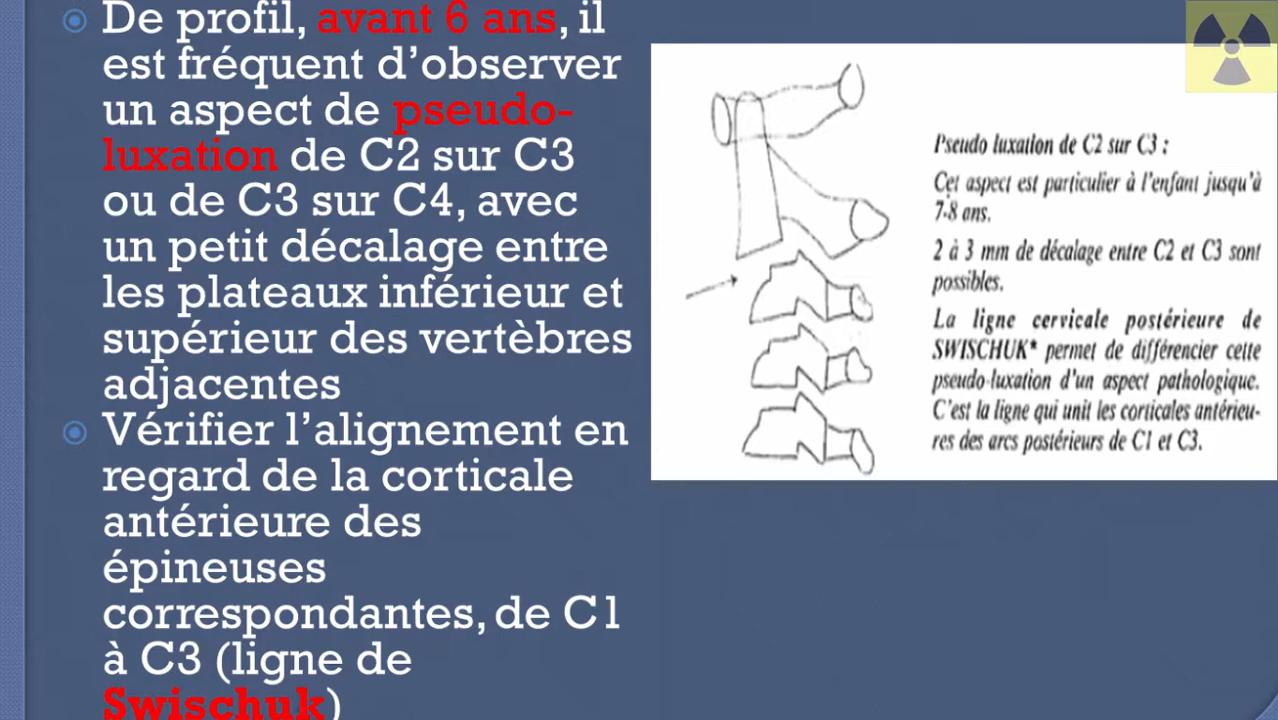 De profil, avant 6 ans, il
est fréquent d’observer
un aspect de pseudo-
luxation de C2 sur C3
ou de C3 sur C4, avec
un petit décalage entre
les plateaux inférieur et
supérieur des vertèbres
adjacentes
Vérifier l’alignement en
regard de la corticale
antérieure des
épineuses
correspondantes, de C1
à C3 (ligne de
Swischuk)
Pseudo luxation de C2 sur C3 :
Cet aspect est particulier à l’enfant jusqu’à
7-8 ans.
2 à 3 mm de décalage entre C2 et C3 sont
possibles.
La ligne cervicale postérieure de
SWISCHUK* permet de différencier cette
pseudo-luxation d’un aspect pathologique.
C’est la ligne qui unit les corticales antérieu-
res des arcs postérieurs de C1 et C3.